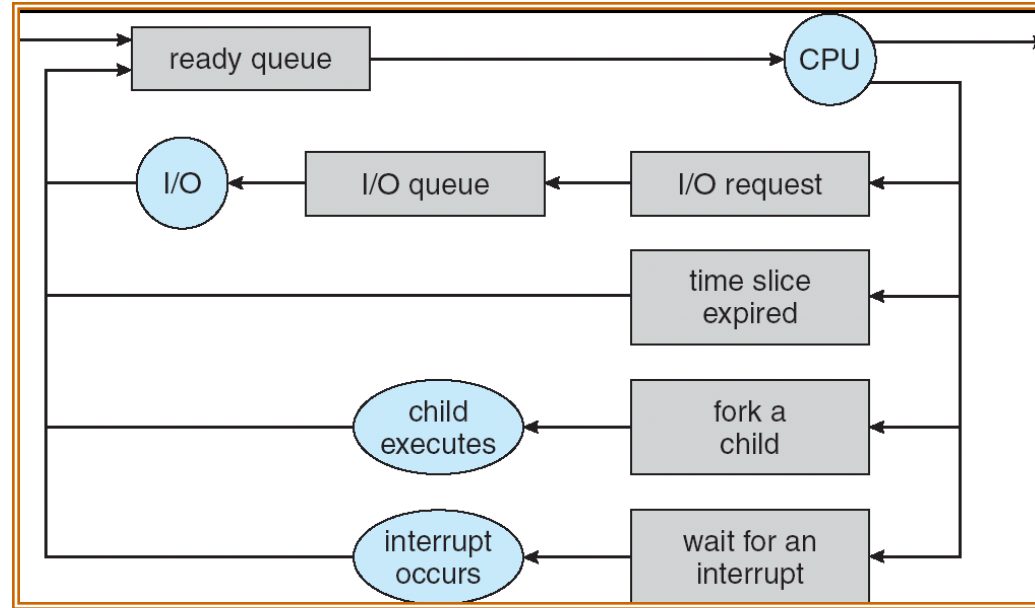 ready queue
CPU
I/O
I/O queue
I/O request
time slice
expired
child
executes
fork a
child
interrupt
occurs
wait for an
interrupt